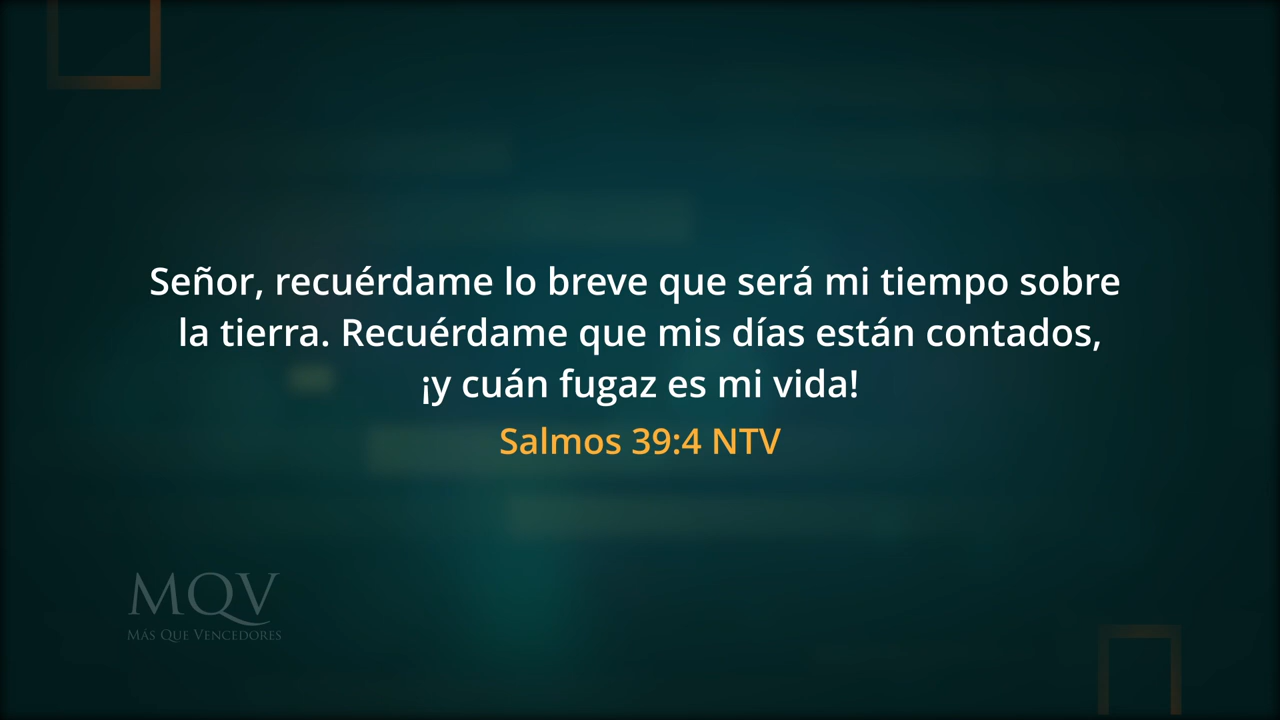 Señor, recuérdame lo breve que será mi tiempo sobre
la tierra. Recuérdame que mis días están contados,
¡y cuán fugaz es mi vida!
Salmos 39:4 NTV
MQV
Más Que Vencedores